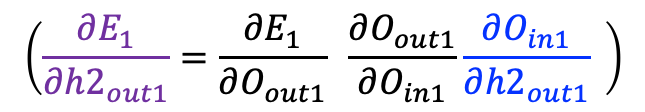 (∂E₁/∂h2ₒᵤₜ₁ = ∂E₁/∂Oₒᵤₜ₁ ∂Oₒᵤₜ₁/∂Oᵢₙ₁ ∂Oᵢₙ₁/∂h2ₒᵤₜ₁)